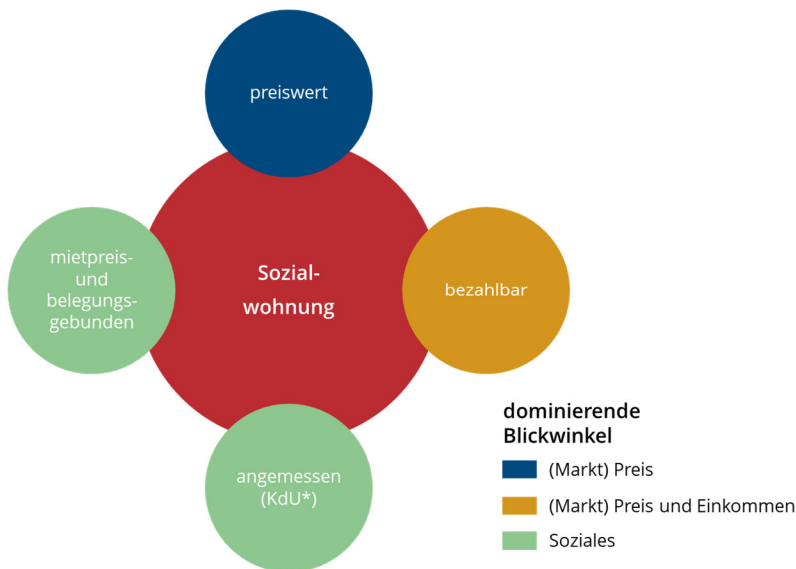 preiswert
mietpreis-
und
belegungs-
gebunden
Sozial-
wohnung
bezahlbar
angemessen
(KdU*)
dominierende
Blickwinkel
(Markt) Preis
(Markt) Preis und Einkommen
Soziales